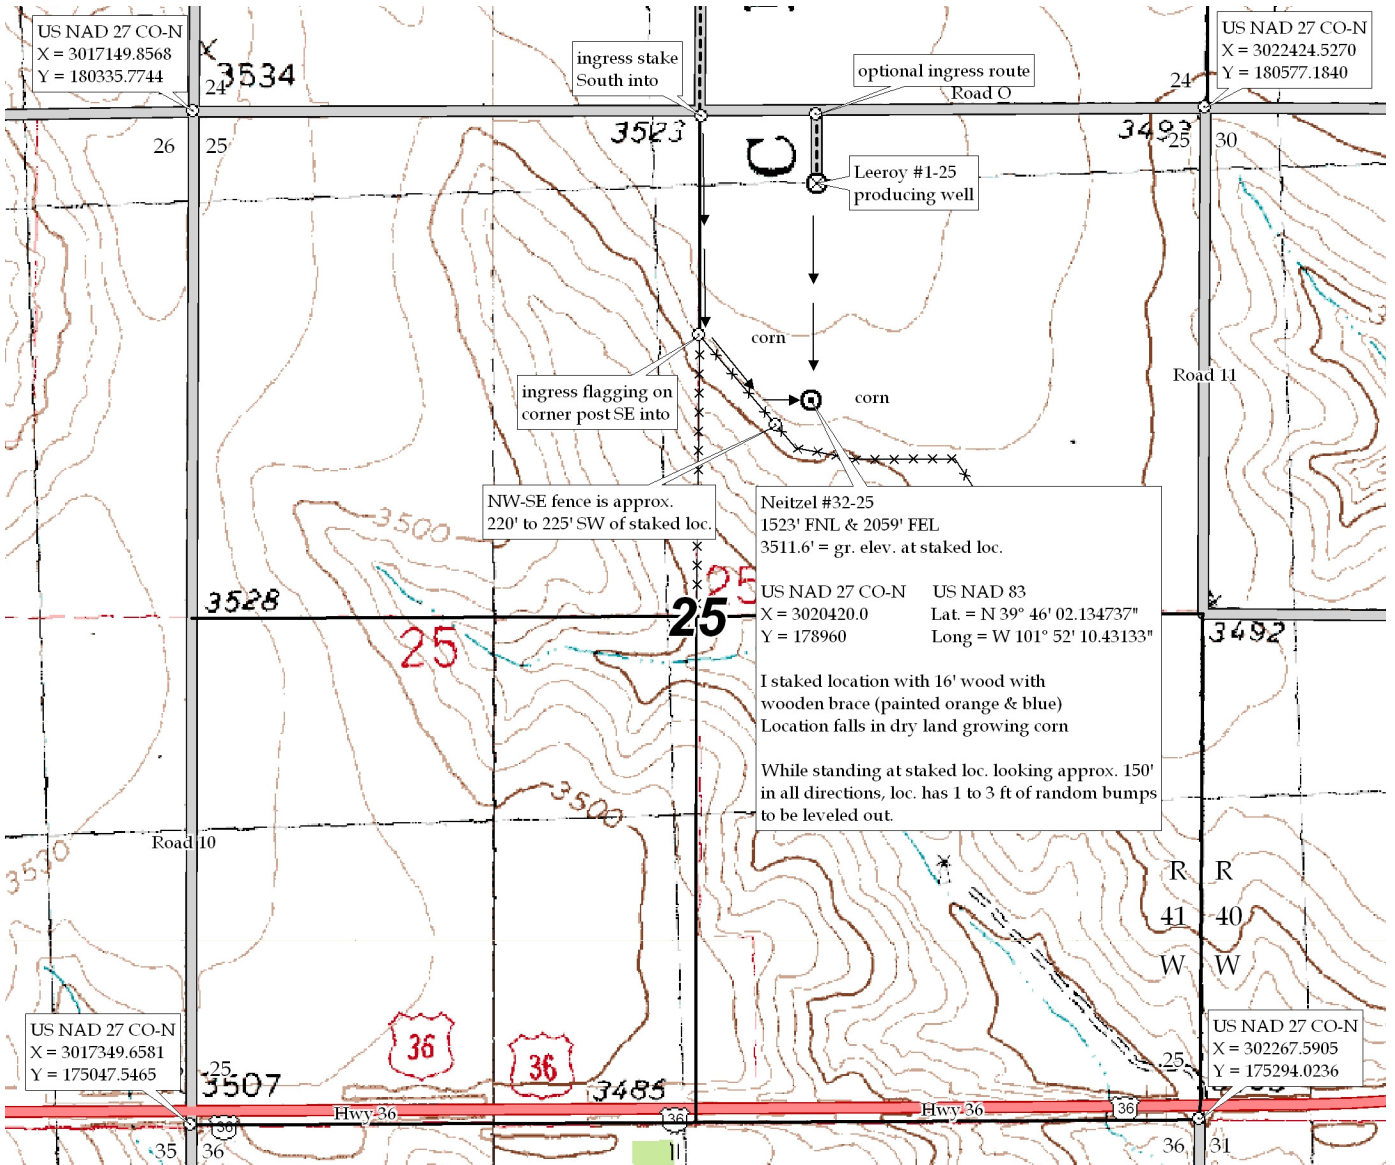 US NAD 27 CO-N
X = 3017149.8568
Y = 180335.7744
3534
24
26
25
ingress stake
South into
3523
optional ingress route
Road O
C
Leeroy #1-25
producing well
US NAD 27 CO-N
X = 3022424.5270
Y = 180577.1840
24
3493
25
30
Road 11
corn
corn
ingress flagging on
corner post SE into
NW-SE fence is approx.
220' to 225' SW of staked loc.
3500
3528
25
25
25
Neitzel #32-25
1523' FNL & 2059' FEL
3511.6' = gr. elev. at staked loc.
US NAD 27 CO-N
X = 3020420.0
Y = 178960
US NAD 83
Lat. = N 39° 46' 02.134737"
Long = W 101° 52' 10.43133"
I staked location with 16' wood with
wooden brace (painted orange & blue)
Location falls in dry land growing corn
While standing at staked loc. looking approx. 150'
in all directions, loc. has 1 to 3 ft of random bumps
to be leveled out.
3492
3500
Road 10
3530
R
R
41
40
W
W
US NAD 27 CO-N
X = 3017349.6581
Y = 175047.5465
25
3507
36
36
3485
Hwy 36
36
36
Hwy 36
36
35
36
US NAD 27 CO-N
X = 302267.5905
Y = 175294.0236
25
36
31